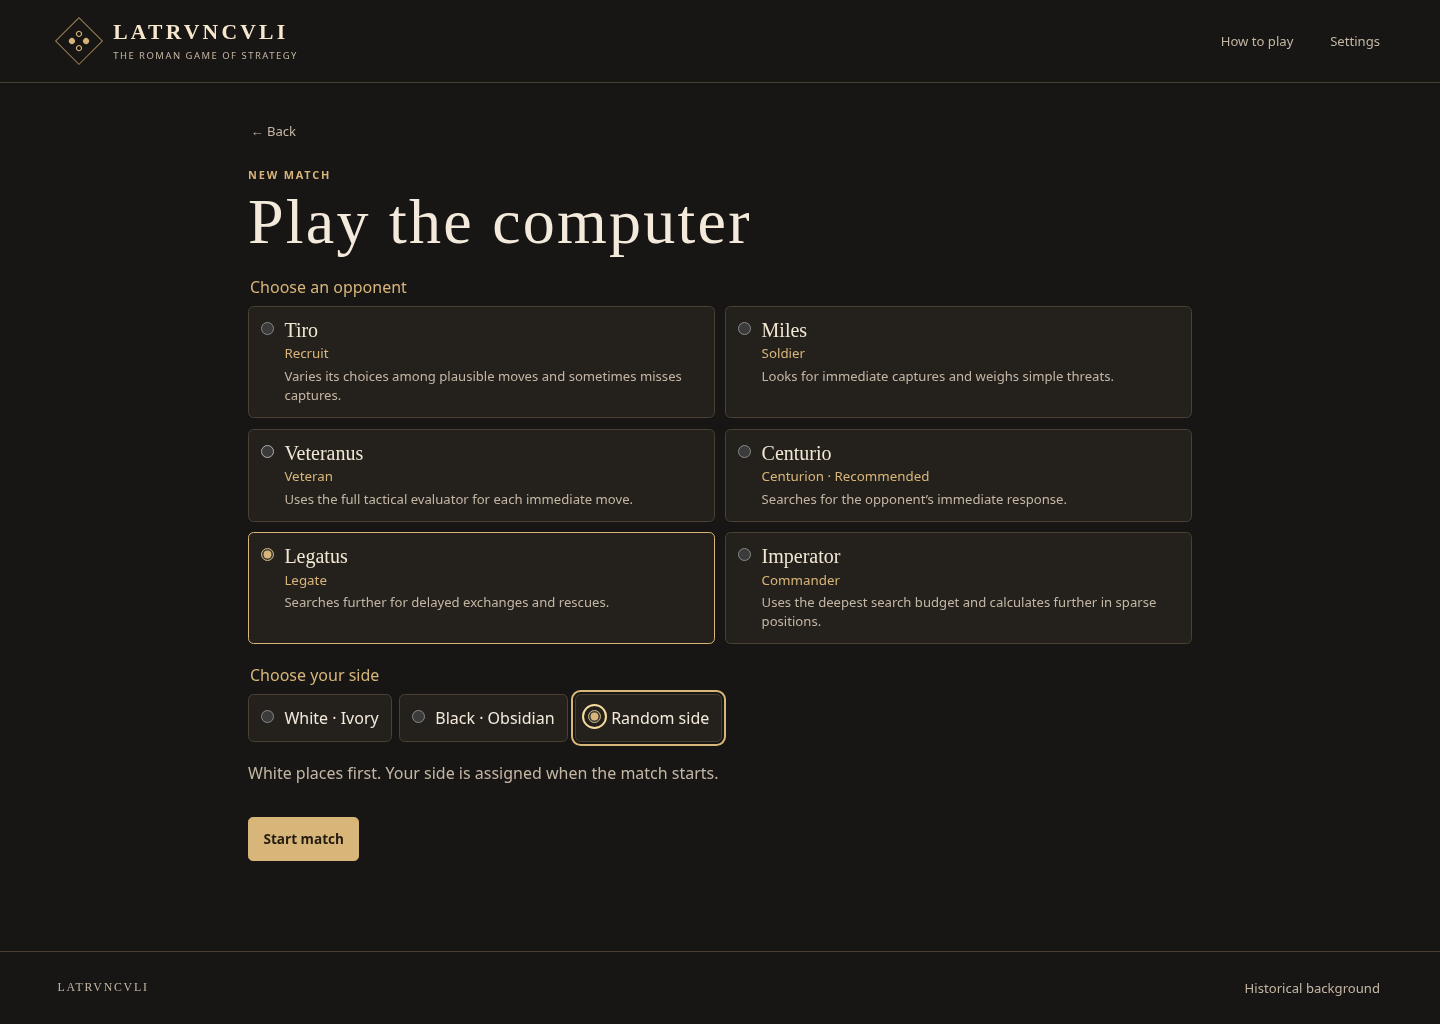 LATRVNCVLI
THE ROMAN GAME OF STRATEGY
How to play
Settings
← Back
NEW MATCH
Play the computer
Choose an opponent
Tiro
Recruit
Varies its choices among plausible moves and sometimes misses
captures.
Miles
Soldier
Looks for immediate captures and weighs simple threats.
Veteranus
Veteran
Uses the full tactical evaluator for each immediate move.
Centurio
Centurion · Recommended
Searches for the opponent’s immediate response.
Legatus
Legate
Searches further for delayed exchanges and rescues.
Imperator
Commander
Uses the deepest search budget and calculates further in sparse
positions.
Choose your side
White · Ivory
Black · Obsidian
Random side
White places first. Your side is assigned when the match starts.
Start match
LATRVNCVLI
Historical background